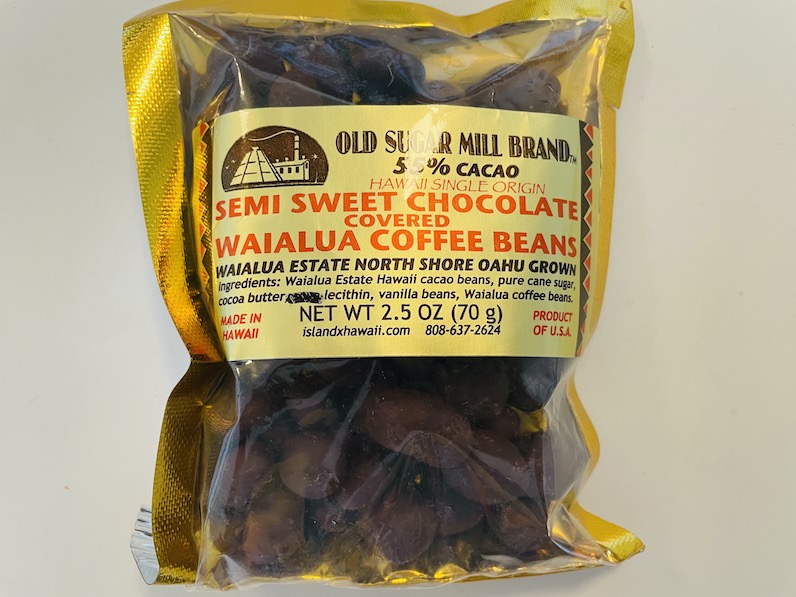 OLD SUGAR MILL BRAND™
55% CACAO
HAWAII SINGLE ORIGIN
SEMI SWEET CHOCOLATE
COVERED
WAIALUA COFFEE BEANS
WAIALUA ESTATE NORTH SHORE OAHU GROWN
Ingredients: Waialua Estate Hawaii cacao beans, pure cane sugar,
cocoa butter, lecithin, vanilla beans, Waialua coffee beans.
MADE IN
HAWAII
NET WT 2.5 OZ (70 g)
islandxhawaii.com 808-637-2624
PRODUCT
OF U.S.A.